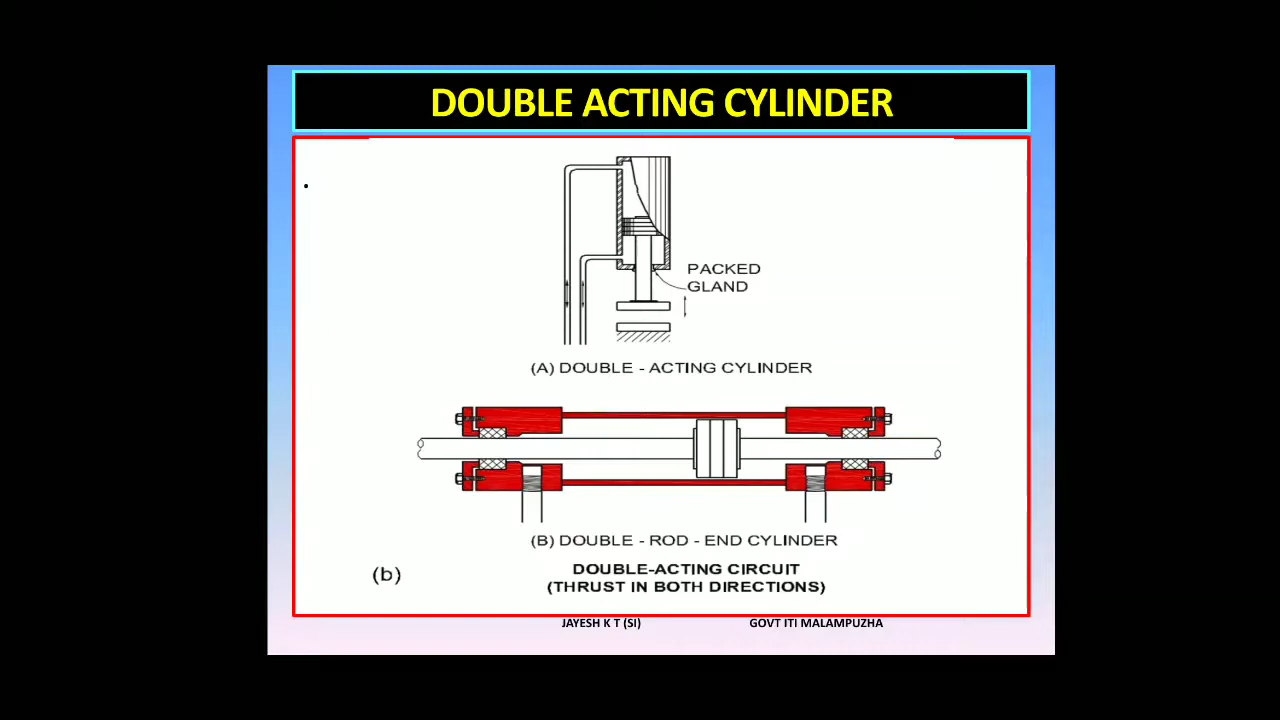 DOUBLE ACTING CYLINDER
.
PACKED
GLAND
(A) DOUBLE - ACTING CYLINDER
(B) DOUBLE - ROD - END CYLINDER
(b)
DOUBLE-ACTING CIRCUIT
(THRUST IN BOTH DIRECTIONS)
JAYESH K T (SI) GOVT ITI MALAMPUZHA